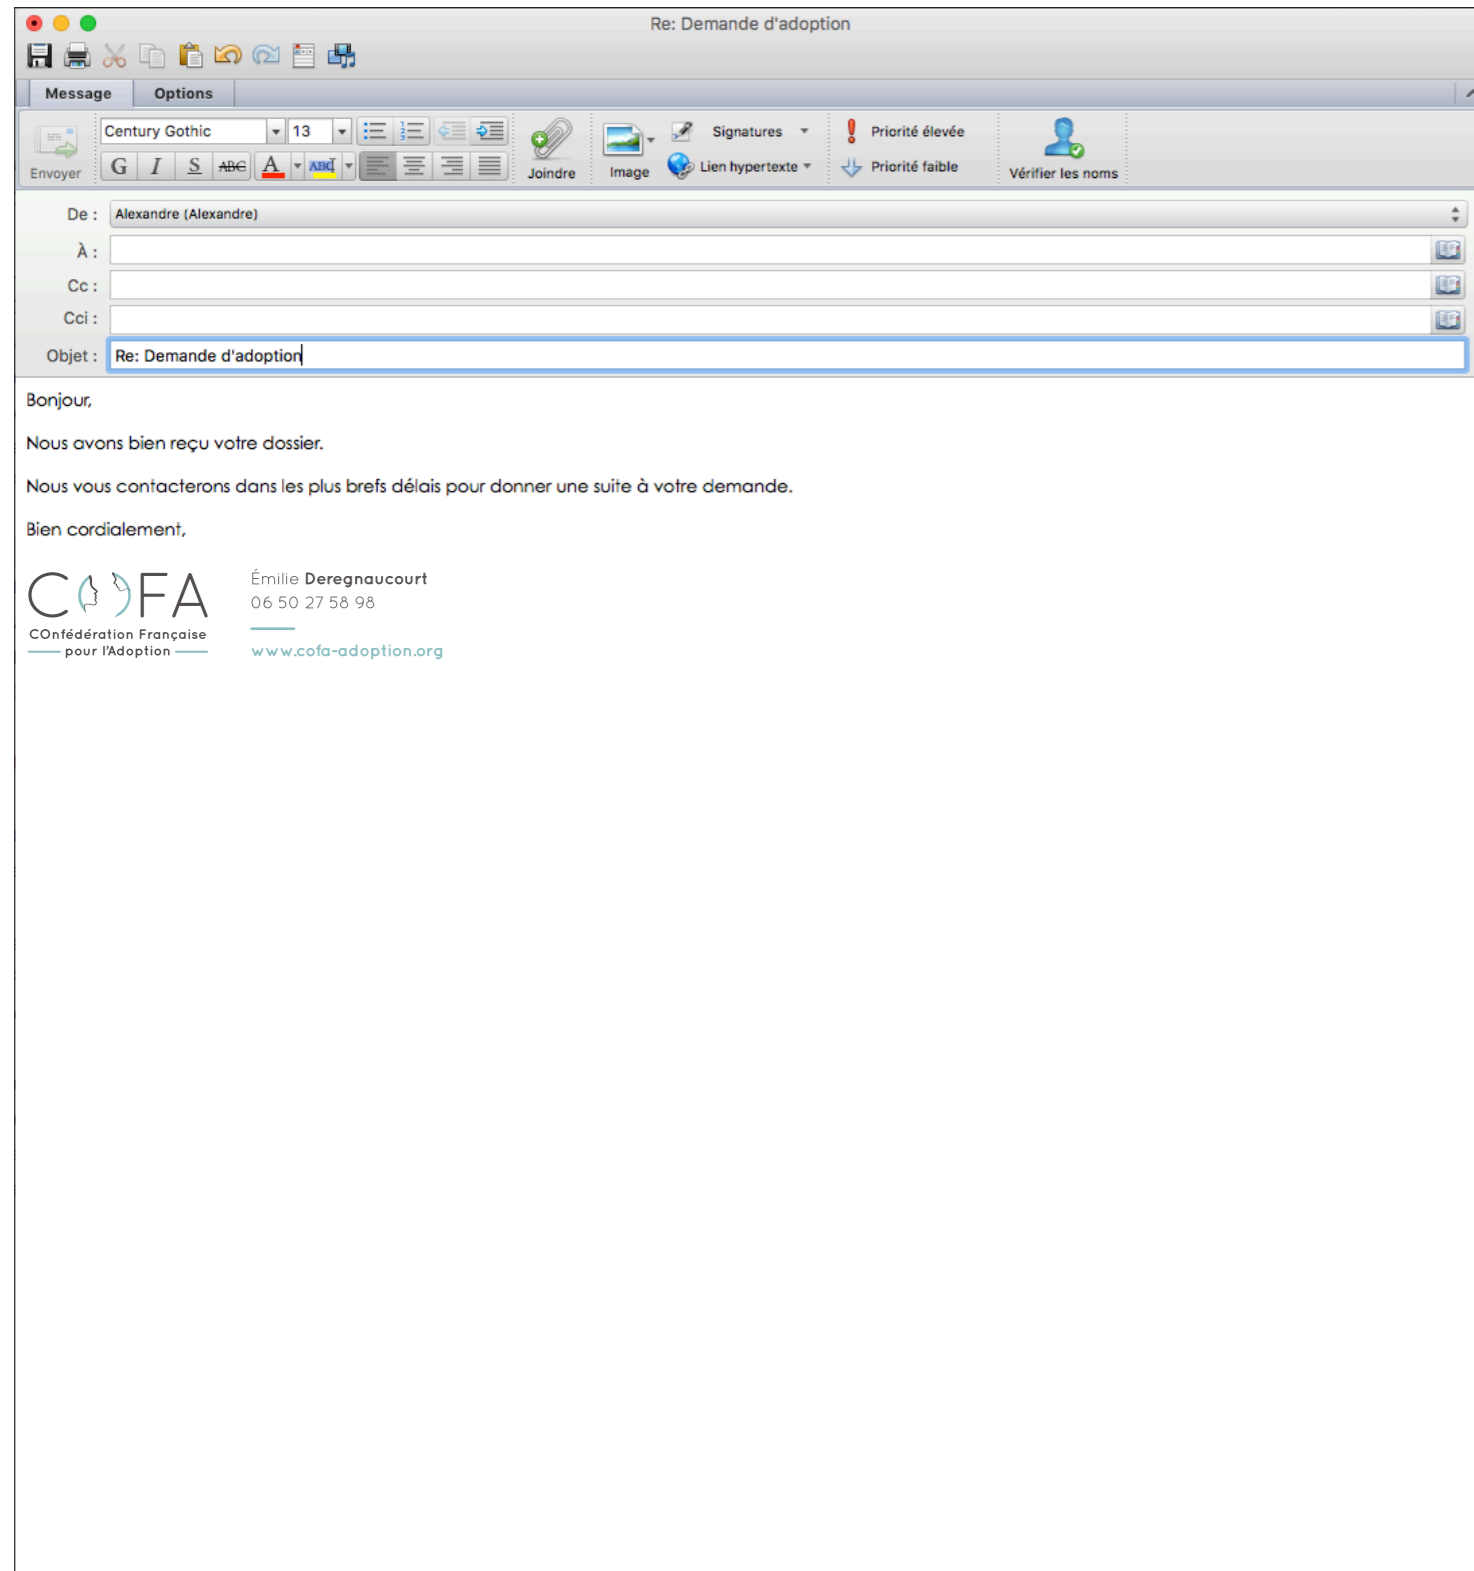 Re: Demande d'adoption
Message Options
Century Gothic 13
Signatures
Priorité élevée
Envoyer
G I S ABC A ABC
Joindre
Image
Lien hypertexte
Priorité faible
Vérifier les noms
De : Alexandre (Alexandre)
À :
Cc :
Cci :
Objet : Re: Demande d'adoption
Bonjour,
Nous avons bien reçu votre dossier.
Nous vous contacterons dans les plus brefs délais pour donner une suite à votre demande.
Bien cordialement,
COFA
COnfédération Française
pour l'Adoption
Émilie Deregnaucourt
06 50 27 58 98
www.cofa-adoption.org